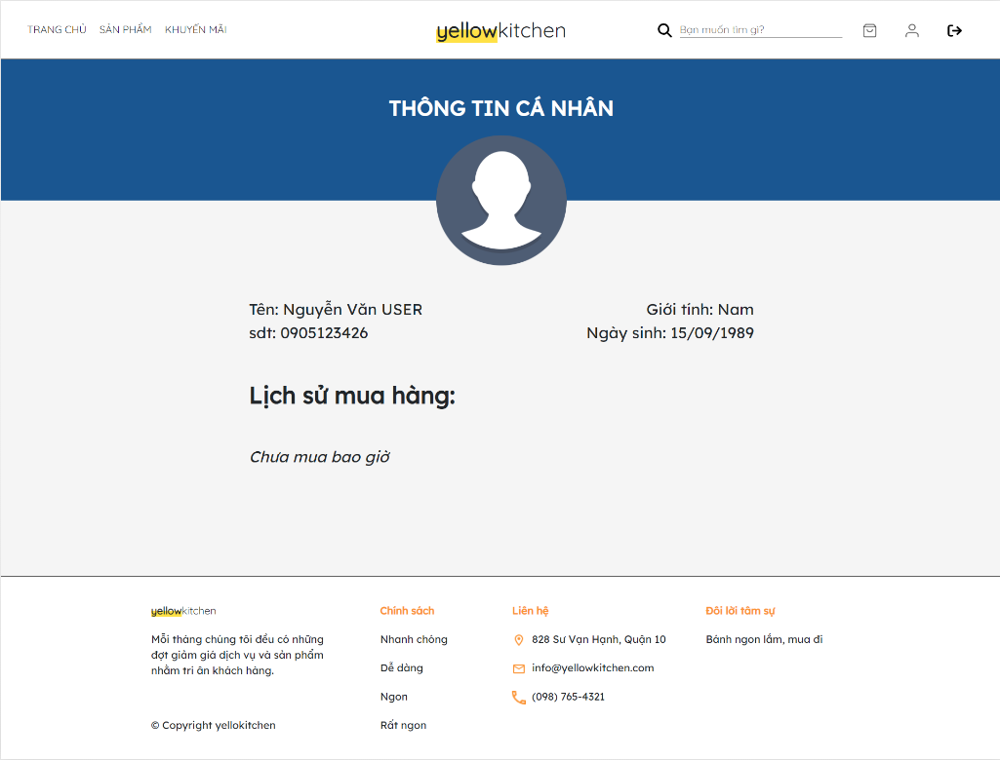 TRANG CHỦ SẢN PHẨM KHUYẾN MÃI
yellowkitchen
Bạn muốn tìm gì?
THÔNG TIN CÁ NHÂN
Tên: Nguyễn Văn USER
Giới tính: Nam
sdt: 0905123426
Ngày sinh: 15/09/1989
Lịch sử mua hàng:
Chưa mua bao giờ
yellowkitchen
Mỗi tháng chúng tôi đều có những
đợt giảm giá dịch vụ và sản phẩm
nhằm tri ân khách hàng.
© Copyright yellokitchen
Chính sách
Nhanh chóng
Dễ dàng
Ngon
Rất ngon
Liên hệ
828 Sư Vạn Hạnh, Quận 10
info@yellowkitchen.com
(098) 765-4321
Đôi lời tâm sự
Bánh ngon lắm, mua đi